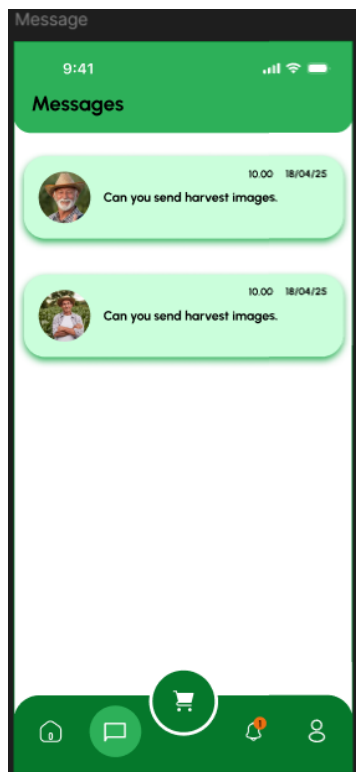 Message
9:41
Messages
10.00 18/04/25
Can you send harvest images.
10.00 18/04/25
Can you send harvest images.
1